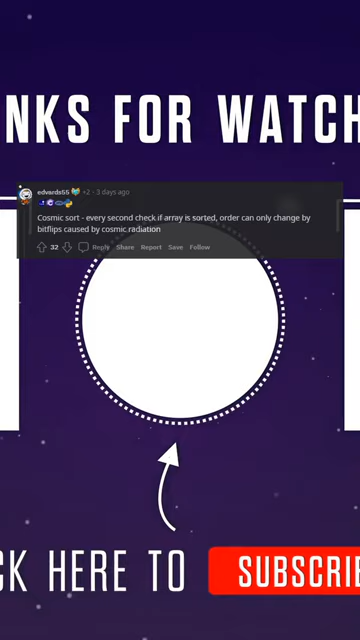 NKS FOR WATCH
edvards55 +2 • 3 days ago
Cosmic sort - every second check if array is sorted, order can only change by
bitflips caused by cosmic radiation
32 Reply Share Report Save Follow
CK HERE TO SUBSCRIBE